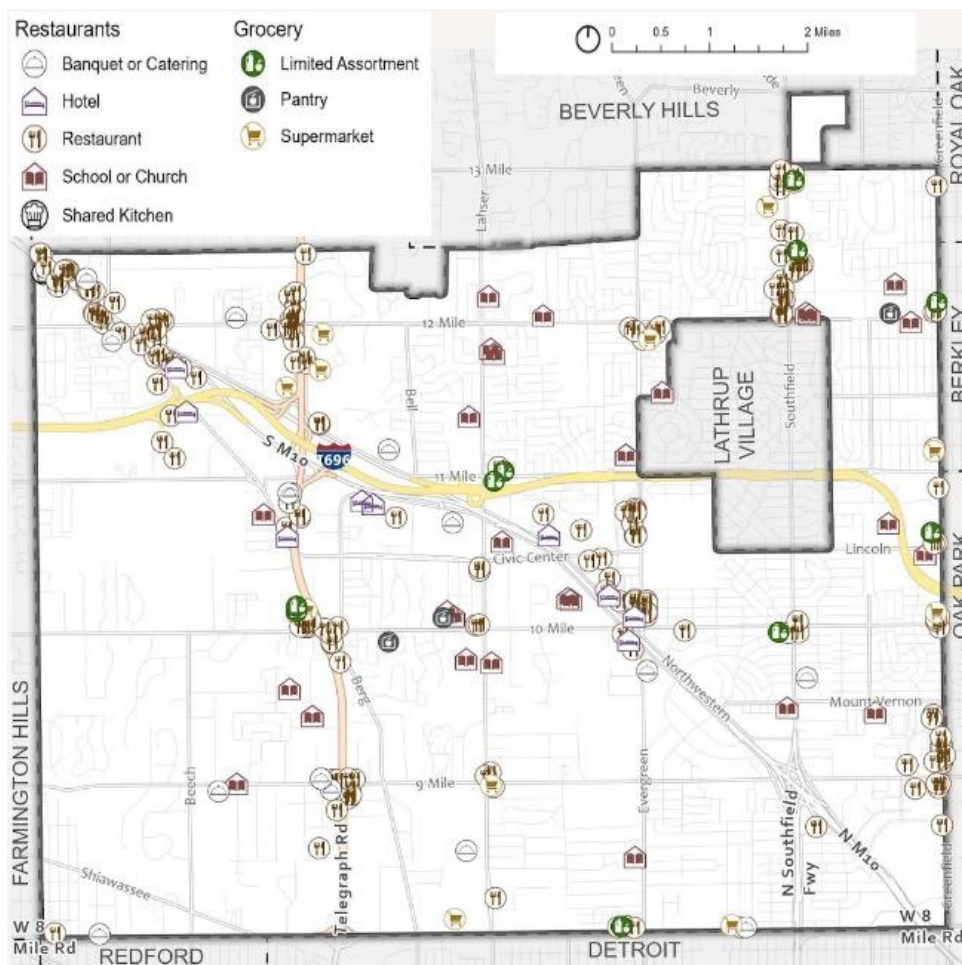 Restaurants
Banquet or Catering
Hotel
Restaurant
School or Church
Shared Kitchen
Grocery
Limited Assortment
Pantry
Supermarket
0 0.5 1 2 Miles
BEVERLY HILLS
Beverly
ROYAL OAK
Greenfield
13 Mile
Lahser
12 Mile
BERKLEY
Bell
LATHRUP
VILLAGE
Southfield
S M10
I696
11 Mile
Lincoln
Civic Center
OAK PARK
10 Mile
Northwestern
FARMINGTON HILLS
Berg
Mount Vernon
Beech
9 Mile
Evergreen
Telegraph Rd
N Southfield
Fwy
N M10
Shiawassee
Greenfield
W 8
Mile Rd
W 8
Mile Rd
REDFORD
DETROIT